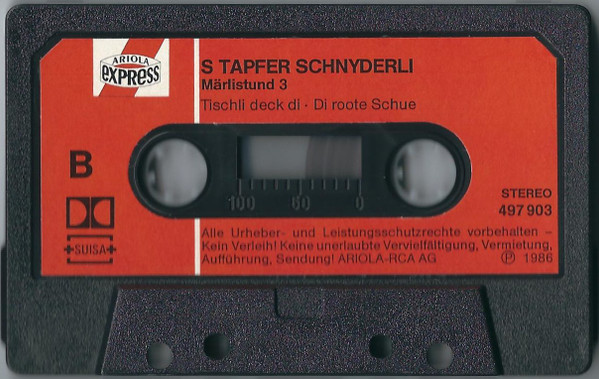 ARIOLA
EXPRESS
S TAPFER SCHNYDERLI
Märlistund 3
Tischli deck di · Di roote Schue
B
100 50 0
STEREO
497 903
SUISA
Alle Urheber- und Leistungsschutzrechte vorbehalten –
Kein Verleih! Keine unerlaubte Vervielfältigung, Vermietung,
Aufführung, Sendung! ARIOLA-RCA AG
℗ 1986